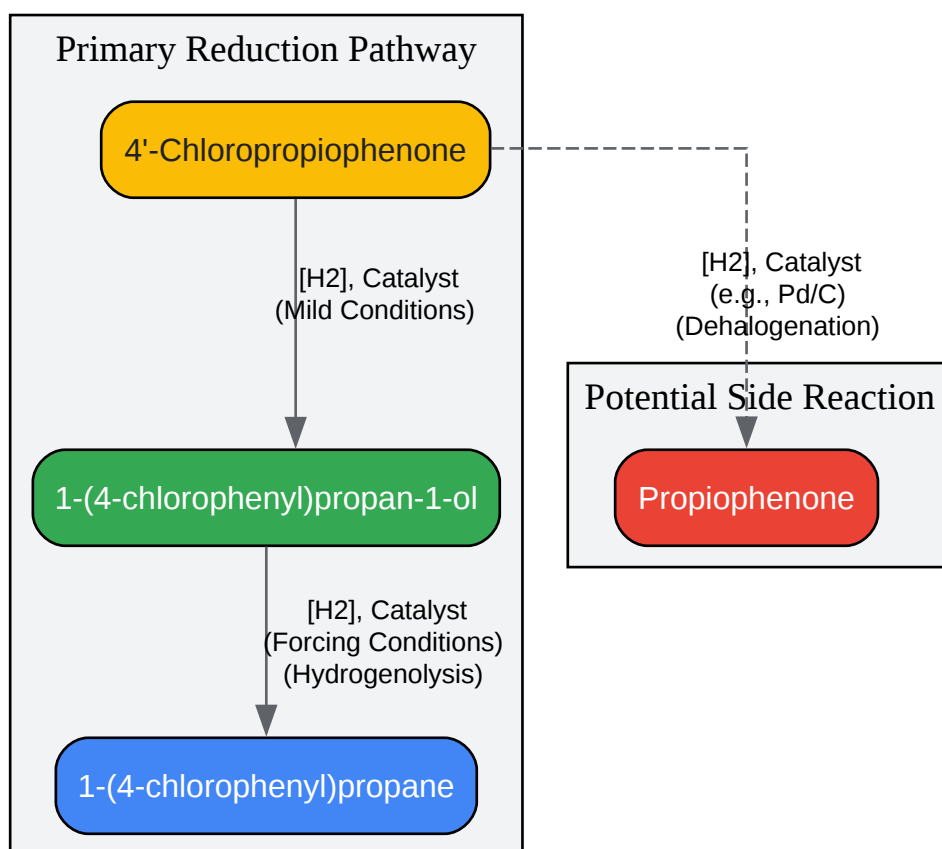 Primary Reduction Pathway
4'-Chloropropiophenone
[H2], Catalyst
(Mild Conditions)
[H2], Catalyst
(e.g., Pd/C)
(Dehalogenation)
Potential Side Reaction
1-(4-chlorophenyl)propan-1-ol
Propiophenone
[H2], Catalyst
(Forcing Conditions)
(Hydrogenolysis)
1-(4-chlorophenyl)propane